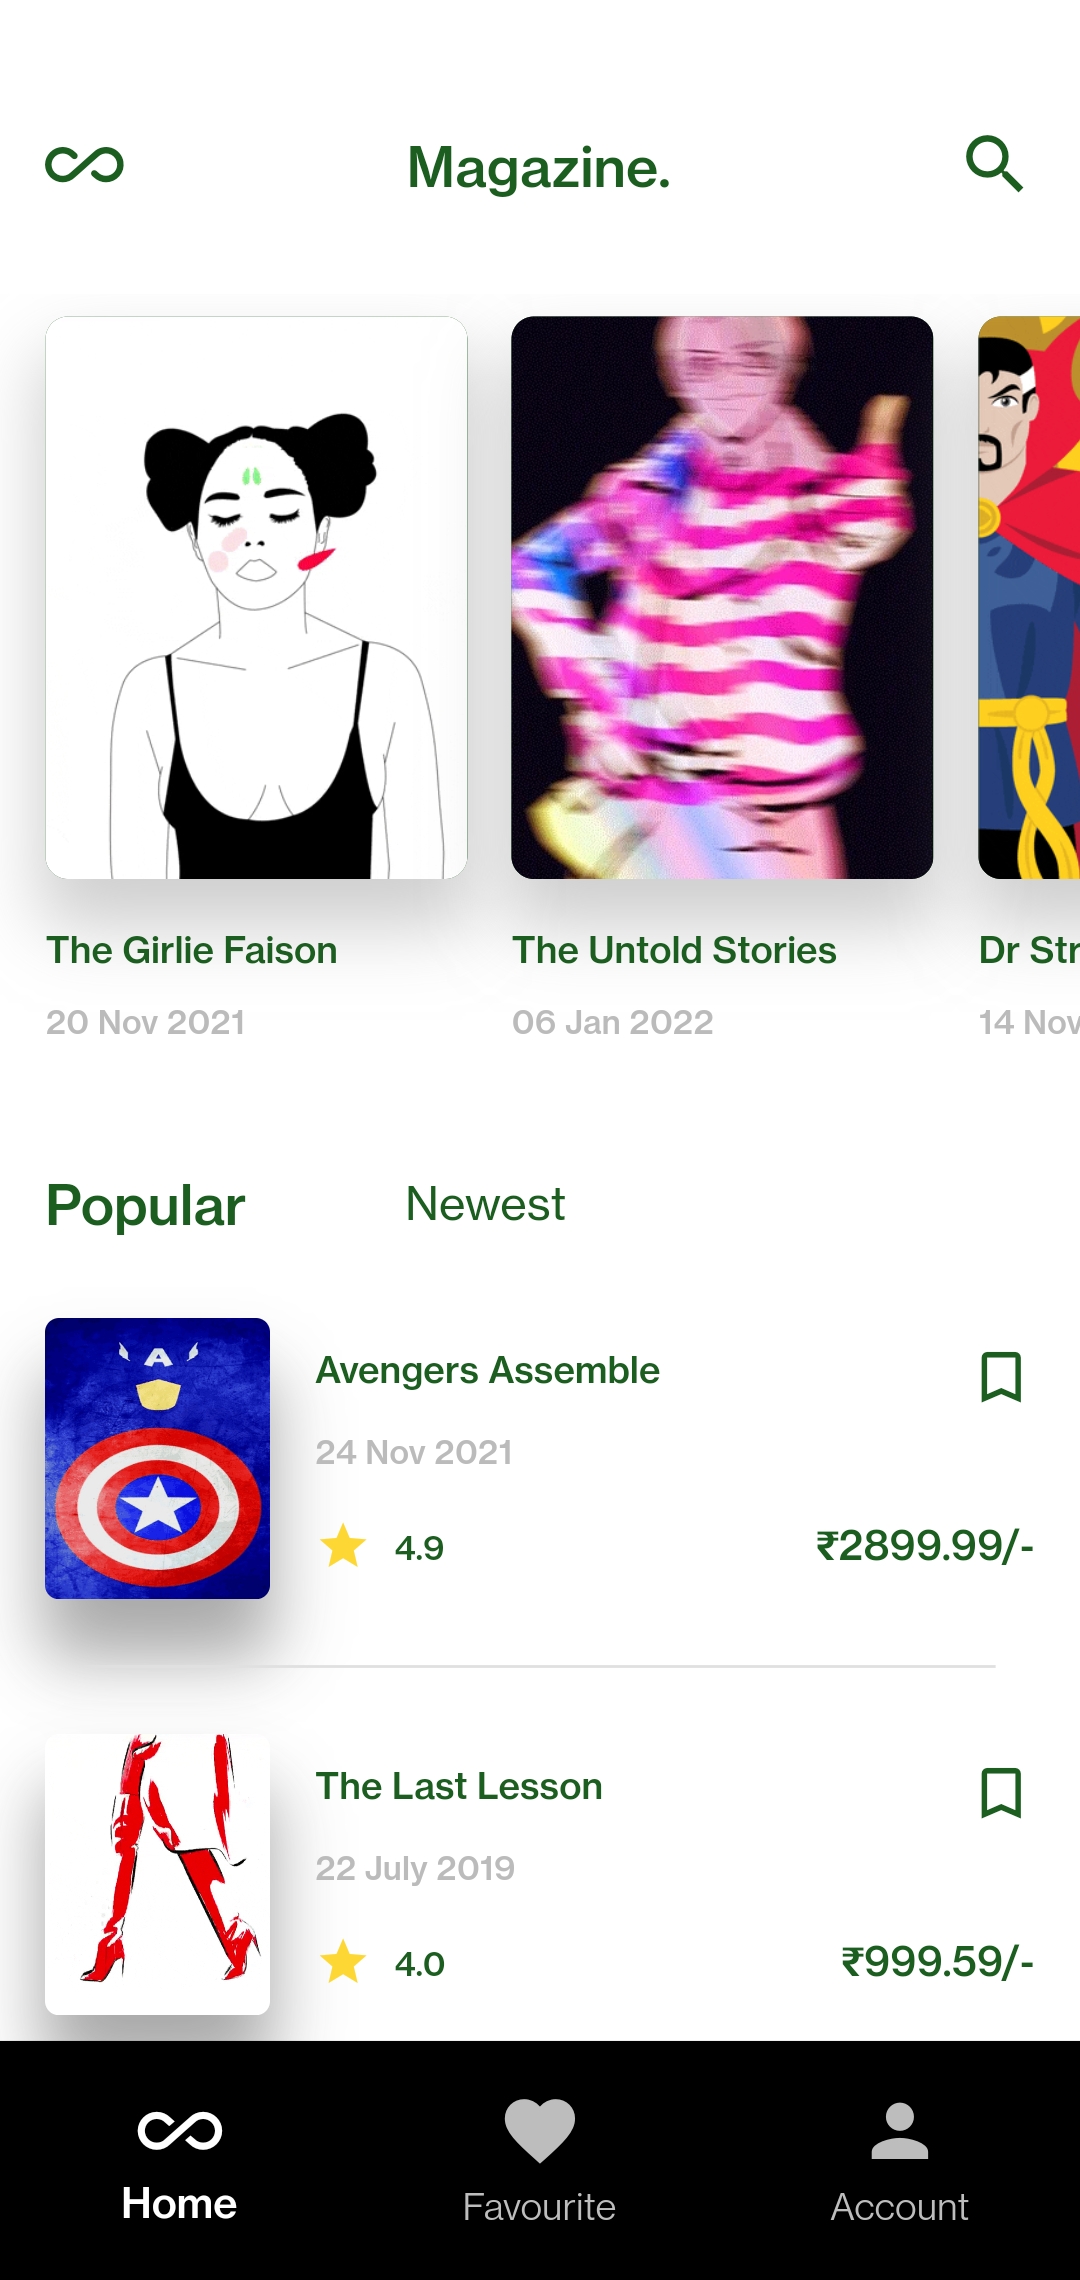 Magazine.
The Girlie Faison
The Untold Stories
Dr Str
20 Nov 2021
06 Jan 2022
14 Nov
Popular
Newest
A
Avengers Assemble
24 Nov 2021
4.9
₹2899.99/-
The Last Lesson
22 July 2019
4.0
₹999.59/-
Home
Favourite
Account